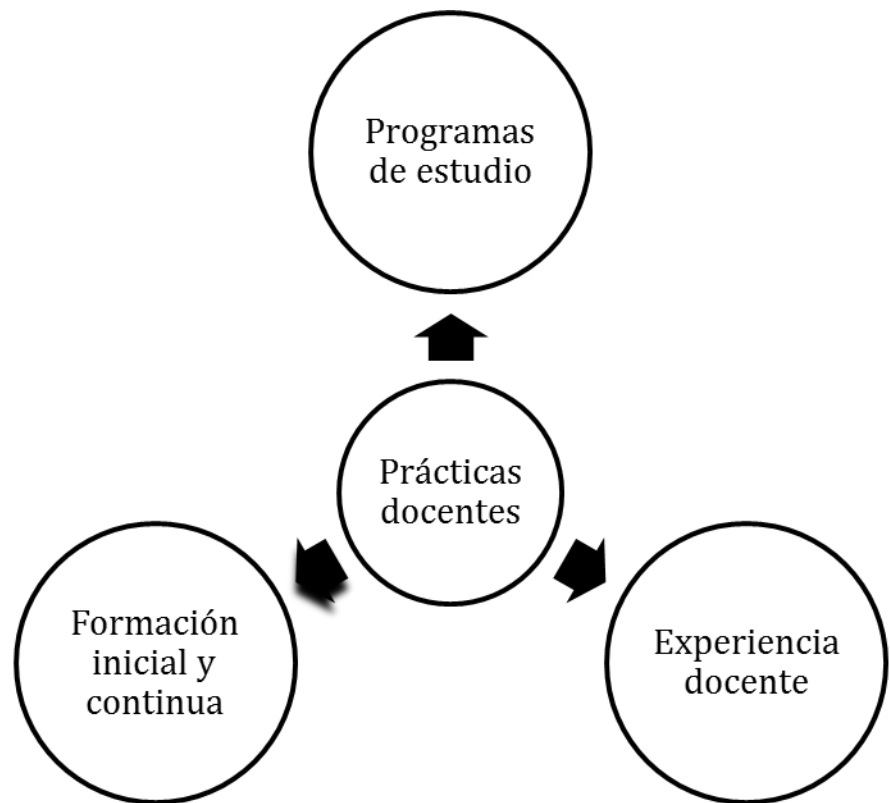 Programas
de estudio
Prácticas
docentes
Formación
inicial y
continua
Experiencia
docente